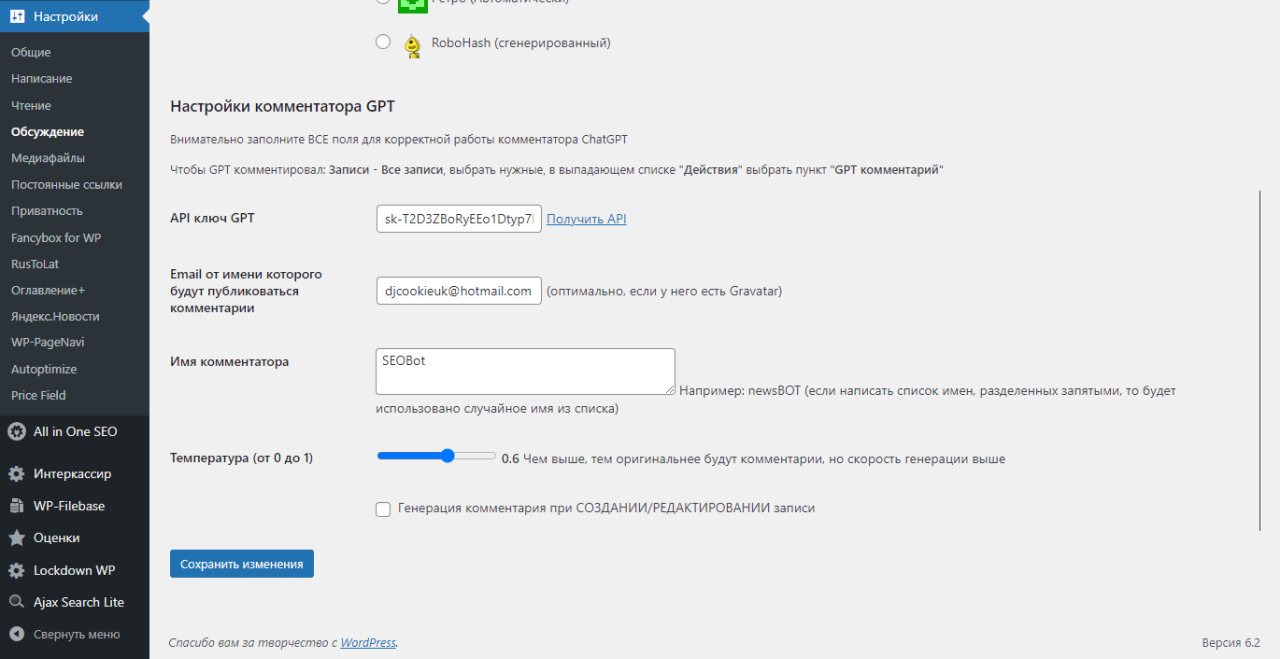 Настройки
Общие
Написание
Чтение
Обсуждение
Медиафайлы
Постоянные ссылки
Приватность
Fancybox for WP
RusToLat
Оглавление+
Яндекс.Новости
WP-PageNavi
Autoptimize
Price Field
All in One SEO
Интеркассир
WP-Filebase
Оценки
Lockdown WP
Ajax Search Lite
Свернуть меню
Ретро (Автоматически)
RoboHash (сгенерированный)
Настройки комментатора GPT
Внимательно заполните ВСЕ поля для корректной работы комментатора ChatGPT
Чтобы GPT комментировал: Записи - Все записи, выбрать нужные, в выпадающем списке "Действия" выбрать пункт "GPT комментарий"
API ключ GPT
sk-T2D3ZBoRyEEo1Dtyp7 Получить API
Email от имени которого
будут публиковаться
комментарии
djcookieuk@hotmail.com (оптимально, если у него есть Gravatar)
Имя комментатора
SEOBot
Например: newsBOT (если написать список имен, разделенных запятыми, то будет
использовано случайное имя из списка)
Температура (от 0 до 1)
0.6 Чем выше, тем оригинальнее будут комментарии, но скорость генерации выше
Генерация комментария при СОЗДАНИИ/РЕДАКТИРОВАНИИ записи
Сохранить изменения
Спасибо вам за творчество с WordPress.
Версия 6.2